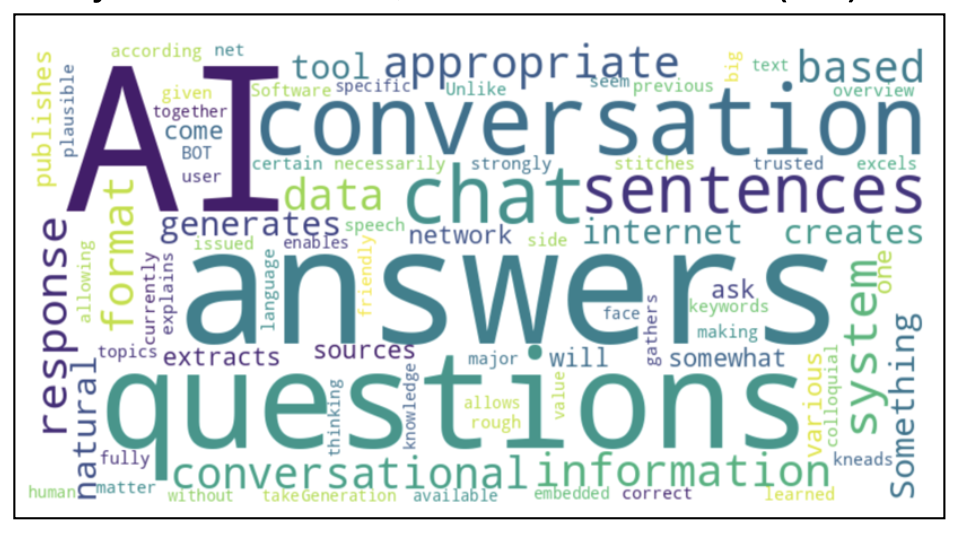 according net
tool appropriate
big
text based
publishes
plausible
given
Software specific
Unlike
seem previous
overview
AI
together
come
conversation
BOT
certain necessarily strongly stitches trusted excels
user
data
chat
sentences
format
generates
speech
network side internet creates
response
allowing
currently
explains
issued enables
language
friendly
answers
face
gathers
ask
keywords
making
system
one
something
topics extracts sources major will somewhat
natural
questions
thinking
knowledge
allows
rough
value
various
colloquial
fully
conversational information
kneads
human matter without take Generation available embedded correct learned